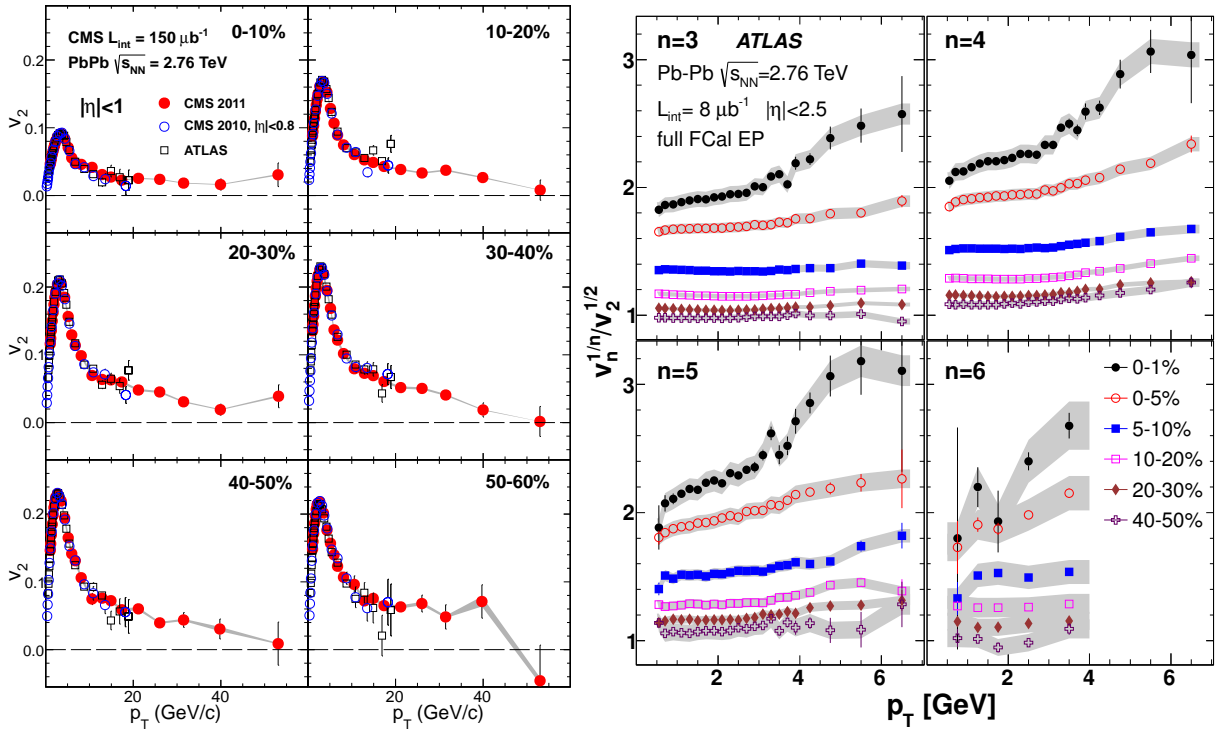 CMS L_int = 150 μb⁻¹
PbPb √s_NN = 2.76 TeV
0-10%
|η|<1
CMS 2011
CMS 2010, |η|<0.8
ATLAS
10-20%
v₂
0.2
0.1
0.0
20-30%
30-40%
v₂
0.2
0.1
0.0
40-50%
50-60%
v₂
0.2
0.1
0.0
0 20 40
0 20 40
p_T (GeV/c)
p_T (GeV/c)
n=3 ATLAS
Pb-Pb √s_NN=2.76 TeV
L_int= 8 μb⁻¹ |η|<2.5
full FCal EP
n=4
3
2
1
v_n^1/n/v_2^1/2
n=5
n=6
3
2
1
0-1%
0-5%
5-10%
10-20%
20-30%
40-50%
2 4 6
2 4 6
p_T [GeV]